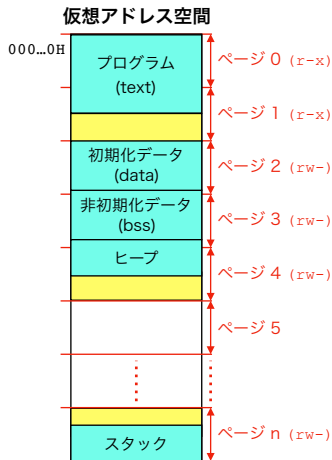 仮想アドレス空間
000…0H
プログラム
(text)
ページ 0 (r-x)
ページ 1 (r-x)
初期化データ
(data)
ページ 2 (rw-)
非初期化データ
(bss)
ページ 3 (rw-)
ヒープ
ページ 4 (rw-)
ページ 5
スタック
ページ n (rw-)